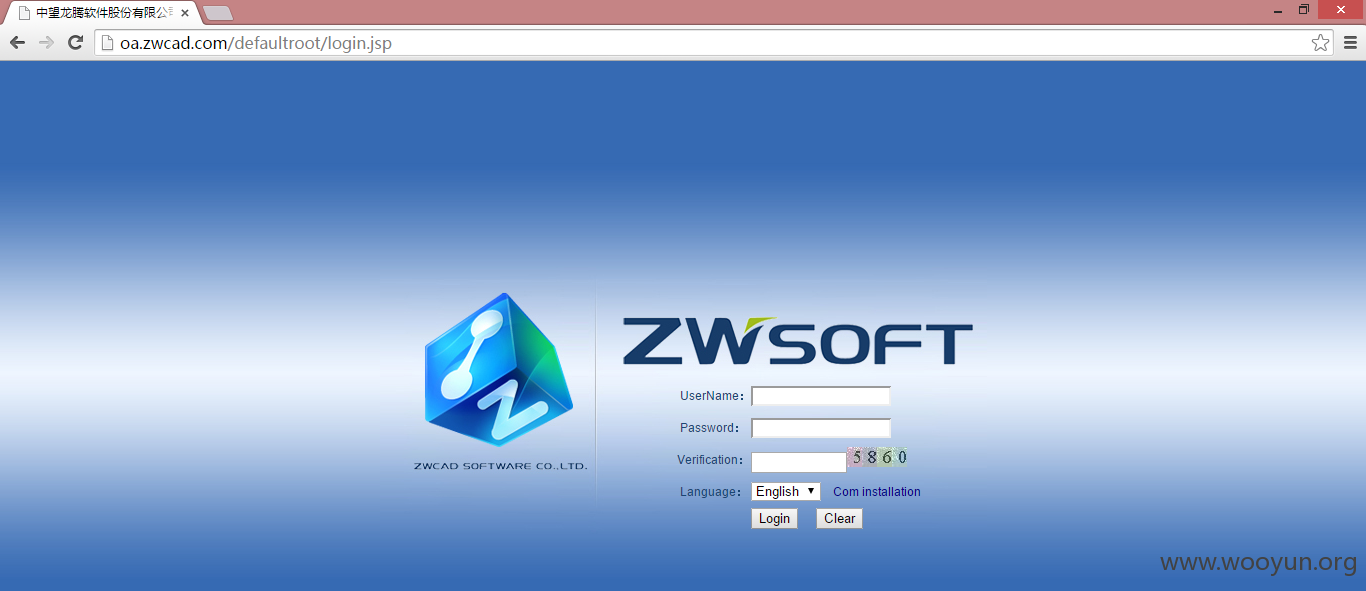 中望龙腾软件股份有限公
oa.zwcad.com/defaultroot/login.jsp
ZWSOFT
UserName:
Password:
Verification: 5860
ZWCAD SOFTWARE CO.,LTD.
Language: English Com installation
Login Clear
www.wooyun.org